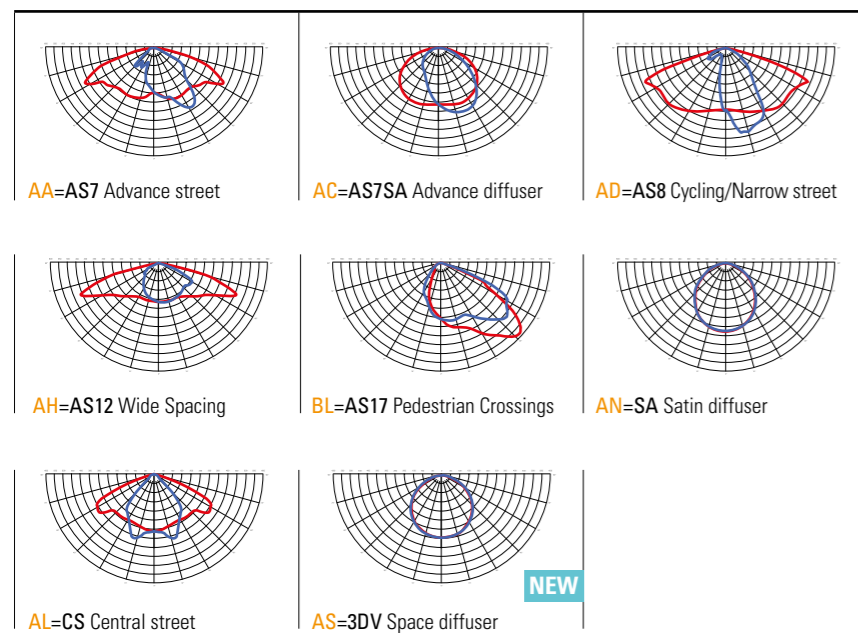 AA=AS7 Advance street
AC=AS7SA Advance diffuser
AD=AS8 Cycling/Narrow street
AH=AS12 Wide Spacing
BL=AS17 Pedestrian Crossings
AN=SA Satin diffuser
NEW
AL=CS Central street
AS=3DV Space diffuser